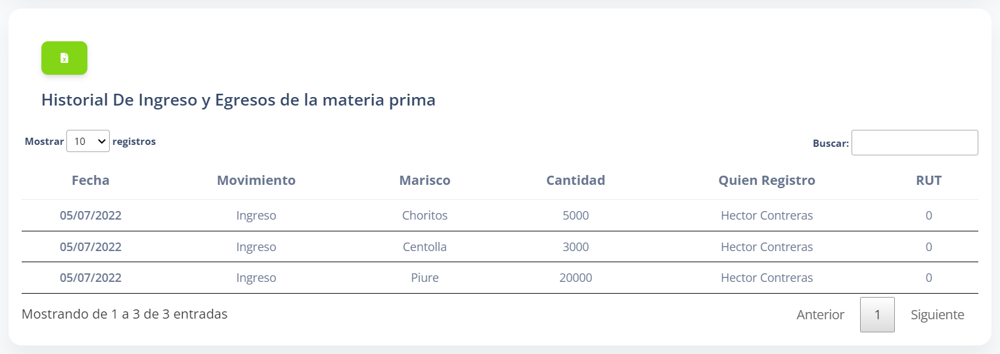 Historial De Ingreso y Egresos de la materia prima
Mostrar 10 registros Buscar:
Fecha Movimiento Marisco Cantidad Quien Registro RUT
05/07/2022 Ingreso Choritos 5000 Hector Contreras 0
05/07/2022 Ingreso Centolla 3000 Hector Contreras 0
05/07/2022 Ingreso Piure 20000 Hector Contreras 0
Mostrando de 1 a 3 de 3 entradas Anterior 1 Siguiente